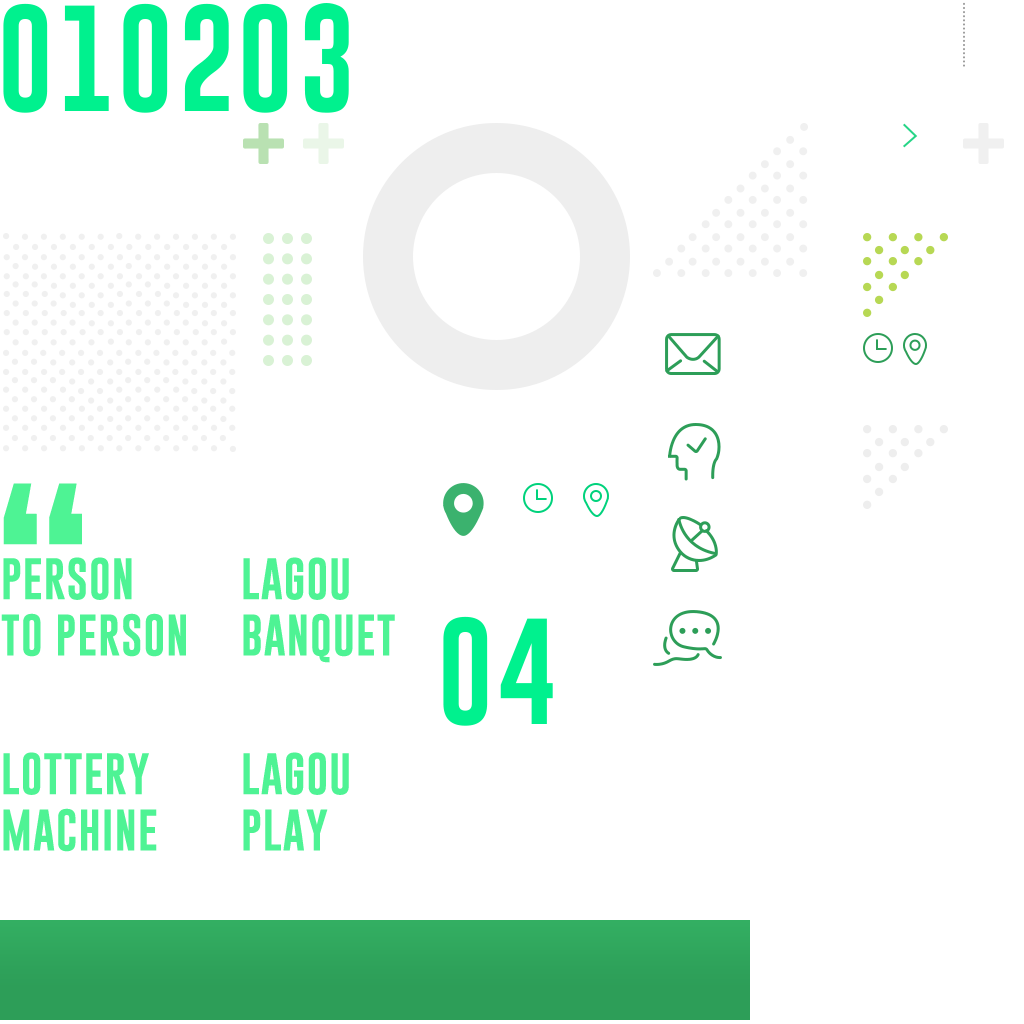 010203
“
PERSON
TO PERSON
LAGOU
BANQUET
04
LOTTERY
MACHINE
LAGOU
PLAY